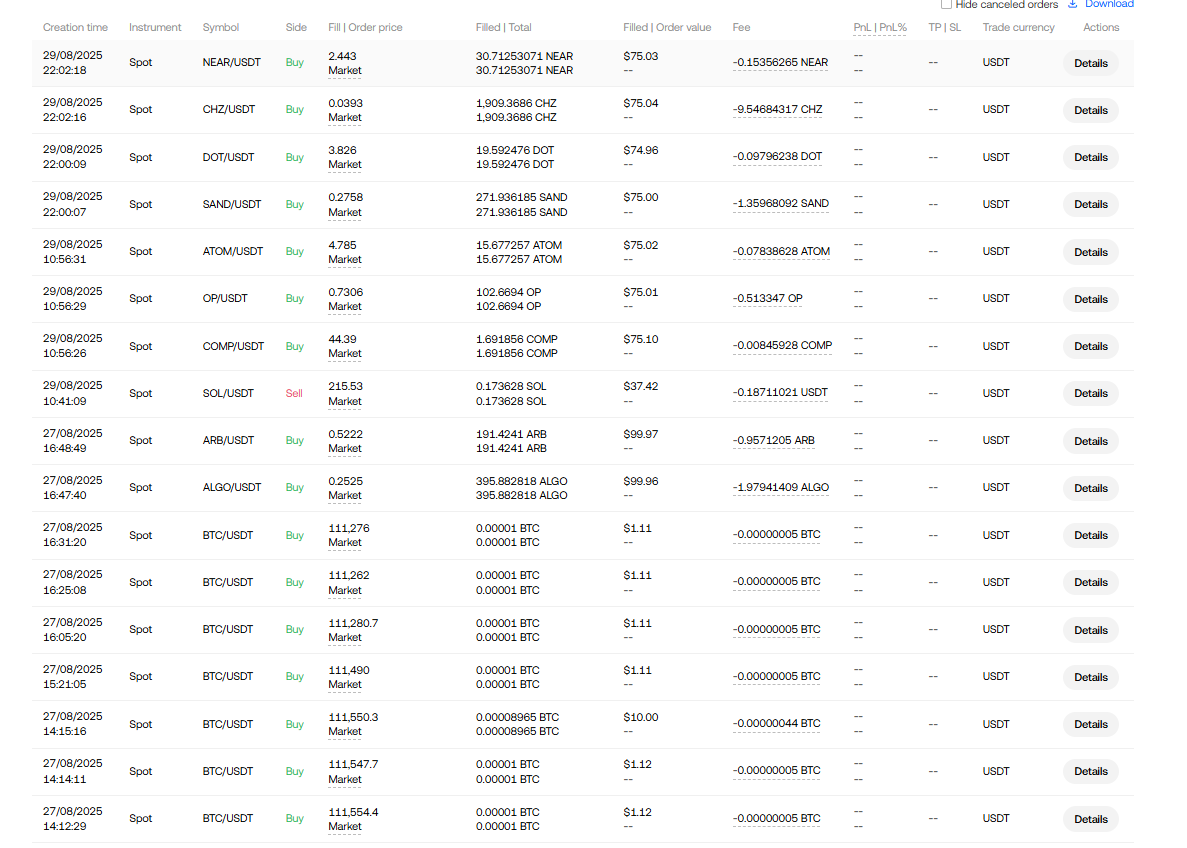 Hide canceled orders Download
Creation time Instrument Symbol Side Fill | Order price Filled | Total Filled | Order value Fee PnL | PnL% TP | SL Trade currency Actions
29/08/2025 2.443 30.71253071 NEAR $75.03 --
Spot NEAR/USDT Buy -0.15356265 NEAR -- USDT Details
22:02:18 Market 30.71253071 NEAR -- --
29/08/2025 0.0393 1,909.3686 CHZ $75.04 --
Spot CHZ/USDT Buy -9.54684317 CHZ -- USDT Details
22:02:16 Market 1,909.3686 CHZ -- --
29/08/2025 3.826 19.592476 DOT $74.96 --
Spot DOT/USDT Buy -0.09796238 DOT -- USDT Details
22:00:09 Market 19.592476 DOT -- --
29/08/2025 0.2758 271.936185 SAND $75.00 --
Spot SAND/USDT Buy -1.35968092 SAND -- USDT Details
22:00:07 Market 271.936185 SAND -- --
29/08/2025 4.785 15.677257 ATOM $75.02 --
Spot ATOM/USDT Buy -0.07838628 ATOM -- USDT Details
10:56:31 Market 15.677257 ATOM -- --
29/08/2025 0.7306 102.6694 OP $75.01 --
Spot OP/USDT Buy -0.513347 OP -- USDT Details
10:56:29 Market 102.6694 OP -- --
29/08/2025 44.39 1.691856 COMP $75.10 --
Spot COMP/USDT Buy -0.00845928 COMP -- USDT Details
10:56:26 Market 1.691856 COMP -- --
29/08/2025 215.53 0.173628 SOL $37.42 --
Spot SOL/USDT Sell -0.18711021 USDT -- USDT Details
10:41:09 Market 0.173628 SOL -- --
27/08/2025 0.5222 191.4241 ARB $99.97 --
Spot ARB/USDT Buy -0.9571205 ARB -- USDT Details
16:48:49 Market 191.4241 ARB -- --
27/08/2025 0.2525 395.882818 ALGO $99.96 --
Spot ALGO/USDT Buy -1.97941409 ALGO -- USDT Details
16:47:40 Market 395.882818 ALGO -- --
27/08/2025 111,276 0.00001 BTC $1.11 --
Spot BTC/USDT Buy -0.00000005 BTC -- USDT Details
16:31:20 Market 0.00001 BTC -- --
27/08/2025 111,262 0.00001 BTC $1.11 --
Spot BTC/USDT Buy -0.00000005 BTC -- USDT Details
16:25:08 Market 0.00001 BTC -- --
27/08/2025 111,280.7 0.00001 BTC $1.11 --
Spot BTC/USDT Buy -0.00000005 BTC -- USDT Details
16:05:20 Market 0.00001 BTC -- --
27/08/2025 111,490 0.00001 BTC $1.11 --
Spot BTC/USDT Buy -0.00000005 BTC -- USDT Details
15:21:05 Market 0.00001 BTC -- --
27/08/2025 111,550.3 0.00008965 BTC $10.00 --
Spot BTC/USDT Buy -0.00000044 BTC -- USDT Details
14:15:16 Market 0.00008965 BTC -- --
27/08/2025 111,547.7 0.00001 BTC $1.12 --
Spot BTC/USDT Buy -0.00000005 BTC -- USDT Details
14:14:11 Market 0.00001 BTC -- --
27/08/2025 111,554.4 0.00001 BTC $1.12 --
Spot BTC/USDT Buy -0.00000005 BTC -- USDT Details
14:12:29 Market 0.00001 BTC -- --